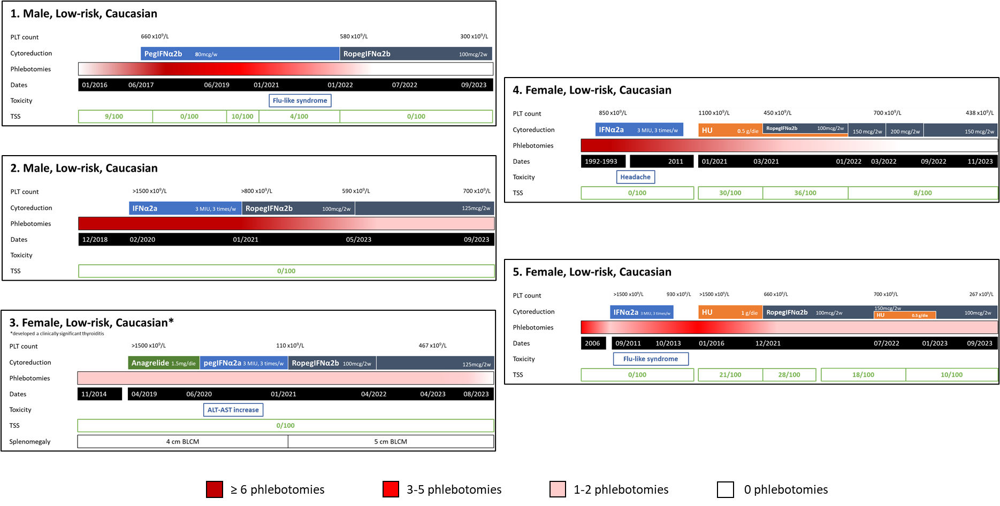 1. Male, Low-risk, Caucasian
PLT count 660 x10⁹/L 580 x10⁹/L 300 x10⁹/L
Cytoreduction PegIFNα2b 80mcg/w RopegIFNα2b 100mcg/2w
Phlebotomies
Dates 01/2016 06/2017 06/2019 01/2021 01/2022 07/2022 09/2023
Toxicity Flu-like syndrome
TSS 9/100 0/100 10/100 4/100 0/100
2. Male, Low-risk, Caucasian
PLT count >1500 x10⁹/L >800 x10⁹/L 590 x10⁹/L 700 x10⁹/L
Cytoreduction IFNα2a 3 MIU, 3 times/w RopegIFNα2b 100mcg/2w 125mcg/2w
Phlebotomies
Dates 12/2018 02/2020 01/2021 05/2023 09/2023
Toxicity
TSS 0/100
3. Female, Low-risk, Caucasian*
*developed a clinically significant thyroiditis
PLT count >1500 x10⁹/L 110 x10⁹/L 467 x10⁹/L
Cytoreduction Anagrelide 1.5mg/die pegIFNα2a 3 MIU, 3 times/w RopegIFNα2b 100mcg/2w 125mcg/2w
Phlebotomies
Dates 11/2014 04/2019 06/2020 01/2021 04/2022 04/2023 08/2023
Toxicity ALT-AST increase
TSS 0/100
Splenomegaly 4 cm BLCM 5 cm BLCM
4. Female, Low-risk, Caucasian
PLT count 850 x10⁹/L 1100 x10⁹/L 450 x10⁹/L 700 x10⁹/L 438 x10⁹/L
Cytoreduction IFNα2a 3 MIU, 3 times/w HU 0.5 g/die RopegIFNα2b 100mcg/2w 150 mcg/2w 200 mcg/2w 150 mcg/2w
Phlebotomies
Dates 1992-1993 2011 01/2021 03/2021 01/2022 03/2022 09/2022 11/2023
Toxicity Headache
TSS 0/100 30/100 36/100 8/100
5. Female, Low-risk, Caucasian
PLT count >1500 x10⁹/L 930 x10⁹/L >1500 x10⁹/L 660 x10⁹/L 700 x10⁹/L 267 x10⁹/L
Cytoreduction IFNα2a 3 MIU, 3 times/w HU 1 g/die RopegIFNα2b 100mcg/2w 150mcg/2w HU 0.5 g/die 100mcg/2w
Phlebotomies
Dates 2006 09/2011 10/2013 01/2016 12/2021 07/2022 01/2023 09/2023
Toxicity Flu-like syndrome
TSS 0/100 21/100 28/100 18/100 10/100
≥ 6 phlebotomies 3-5 phlebotomies 1-2 phlebotomies 0 phlebotomies